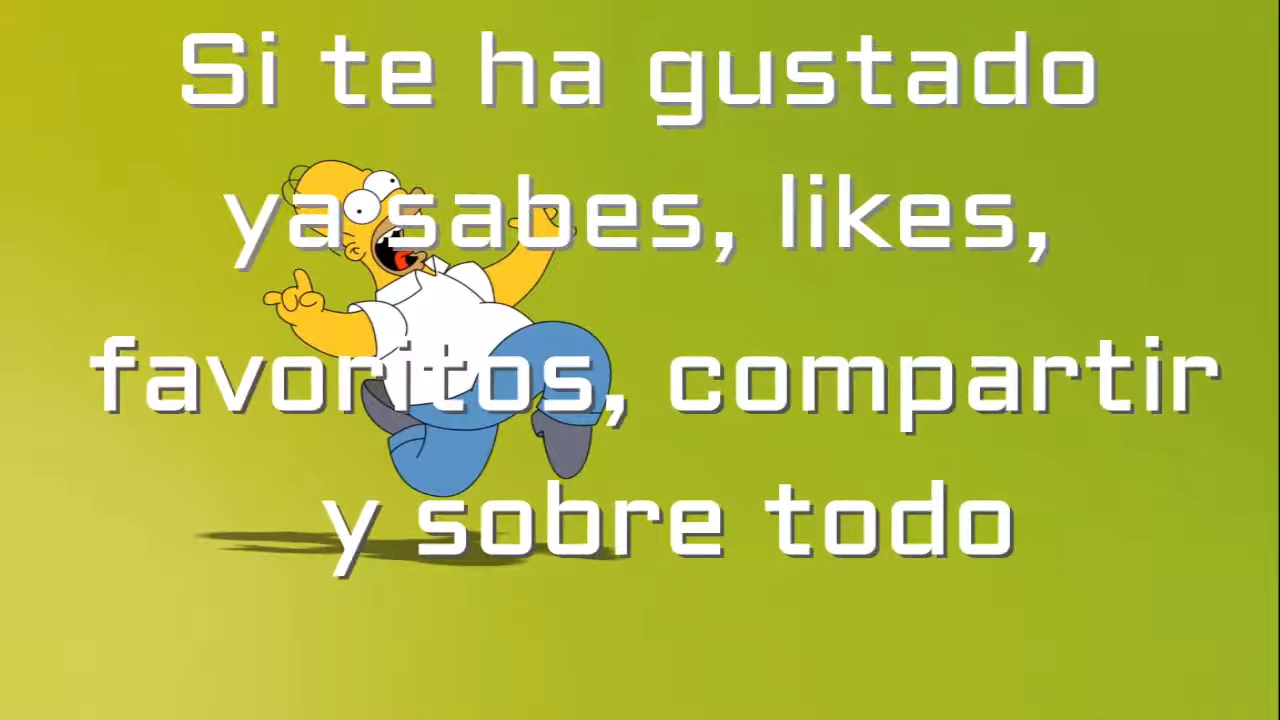 Si te ha gustado
ya sabes, likes,
favoritos, compartir
y sobre todo